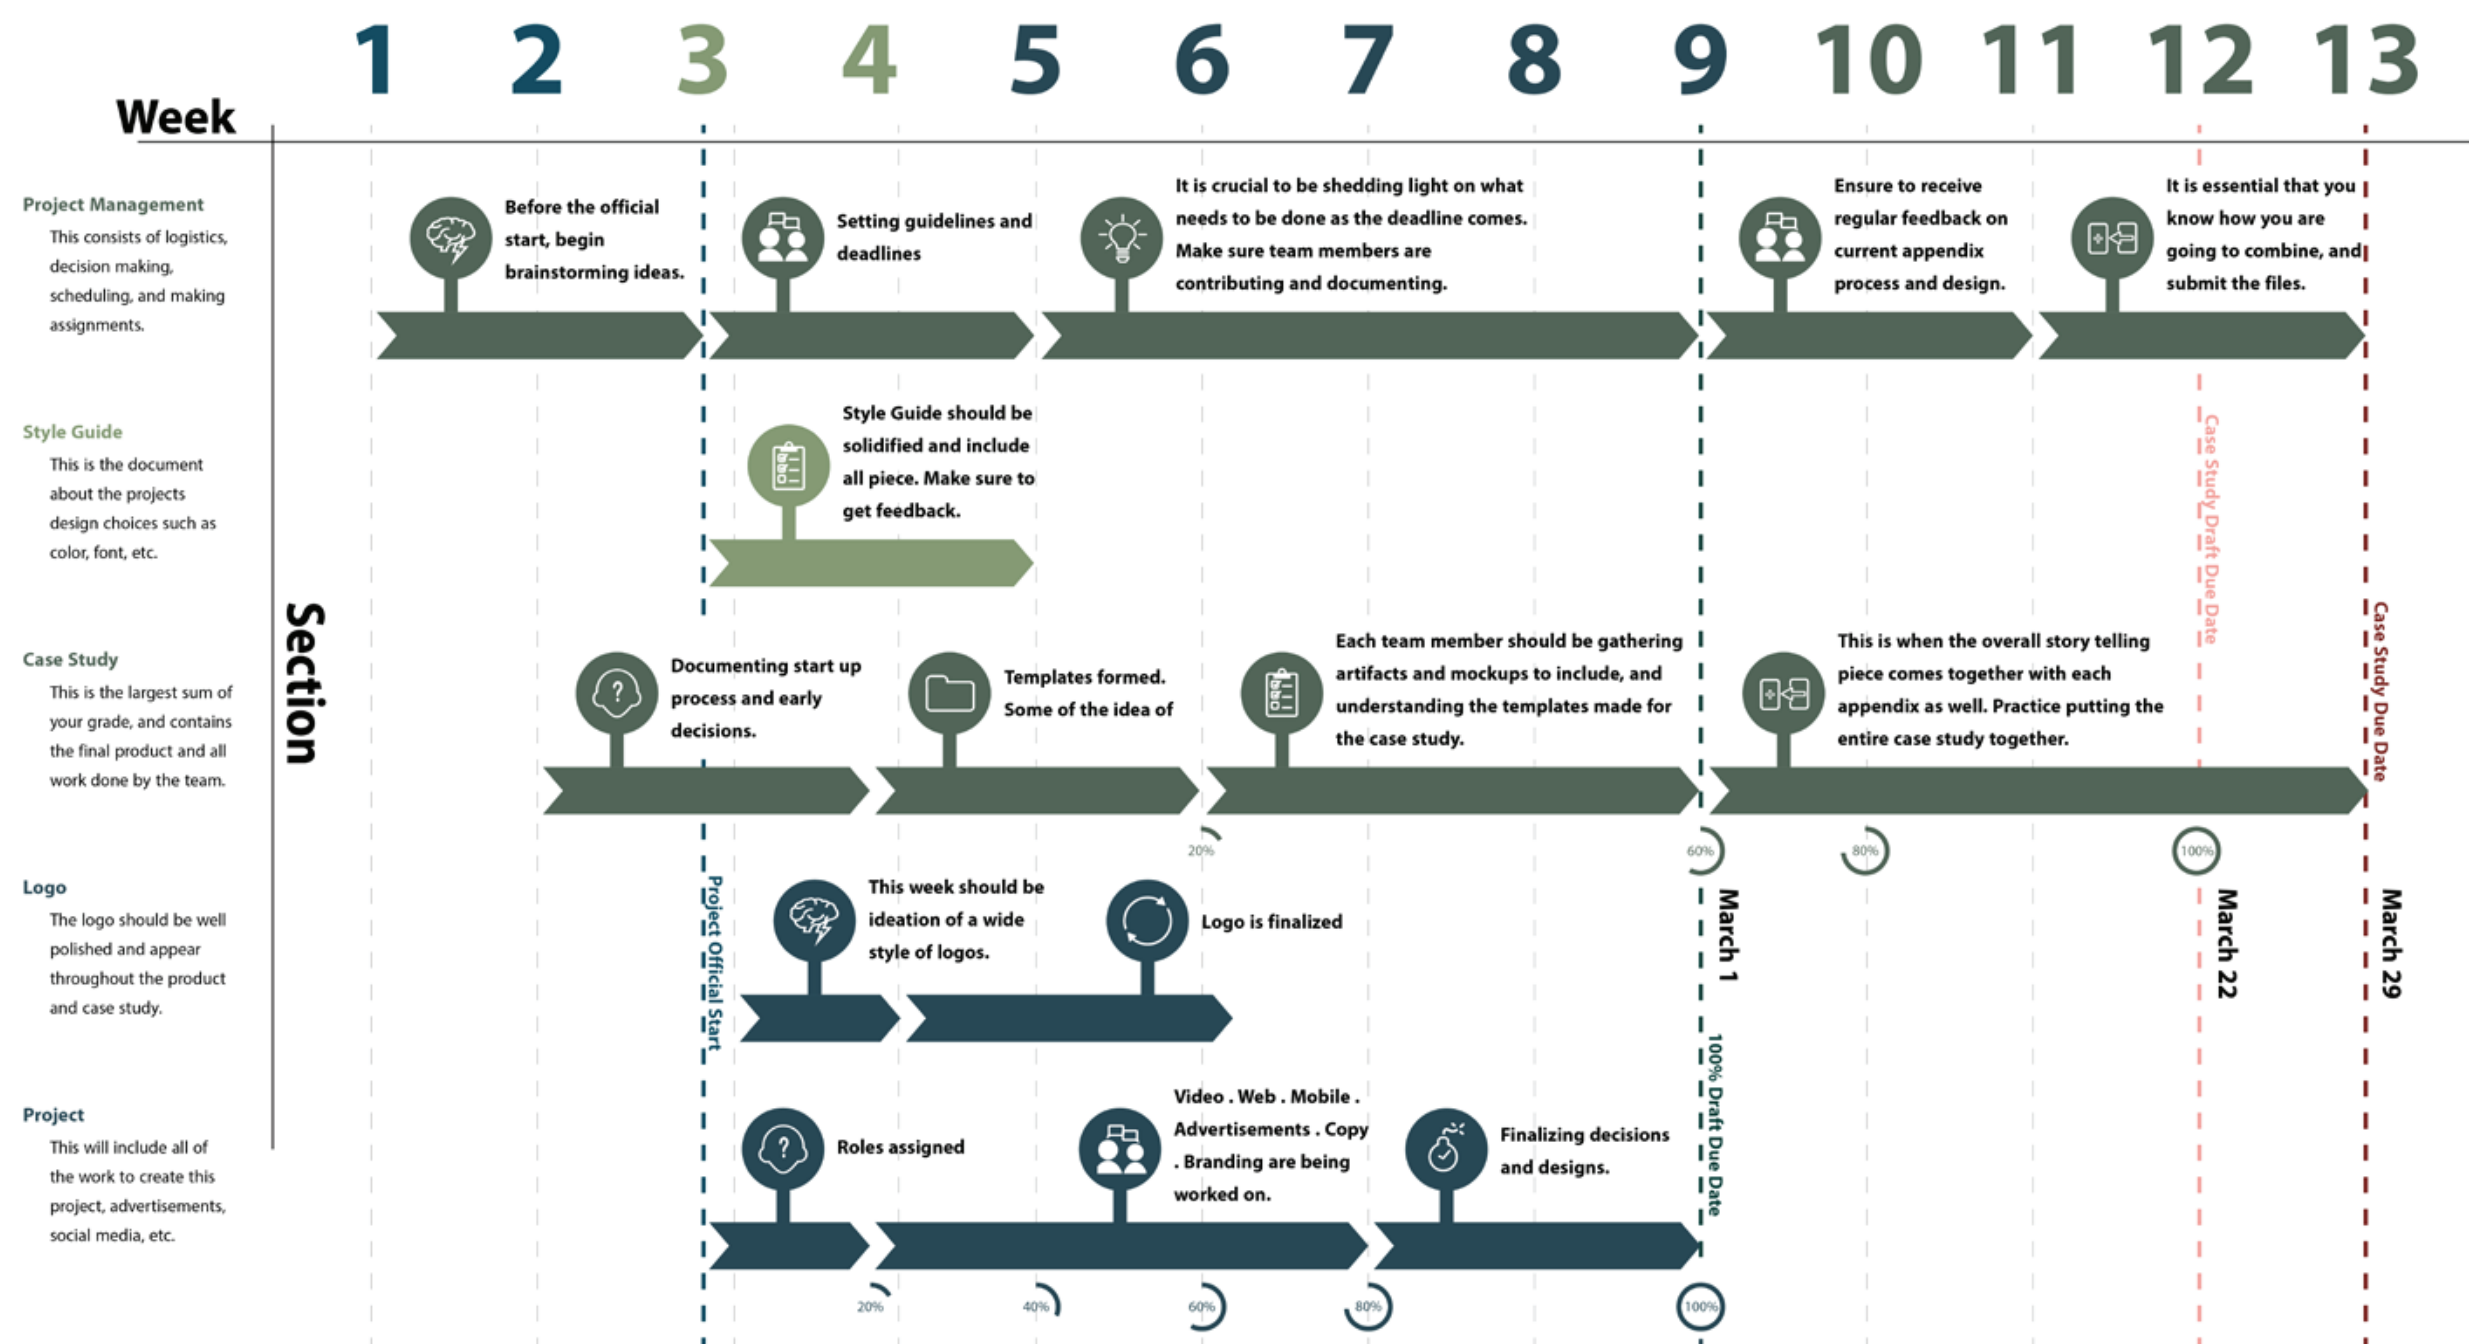 1 2 3 4 5 6 7 8 9 10 11 12 13
Week
Section
Project Management
This consists of logistics,
decision making,
scheduling, and making
assignments.
Before the official
start, begin
brainstorming ideas.
Setting guidelines and
deadlines
It is crucial to be shedding light on what
needs to be done as the deadline comes.
Make sure team members are
contributing and documenting.
Ensure to receive
regular feedback on
current appendix
process and design.
It is essential that you
know how you are
going to combine, and
submit the files.
Style Guide
This is the document
about the projects
design choices such as
color, font, etc.
Style Guide should be
solidified and include
all piece. Make sure to
get feedback.
Case Study
This is the largest sum of
your grade, and contains
the final product and all
work done by the team.
Documenting start up
process and early
decisions.
Templates formed.
Some of the idea of
Each team member should be gathering
artifacts and mockups to include, and
understanding the templates made for
the case study.
This is when the overall story telling
piece comes together with each
appendix as well. Practice putting the
entire case study together.
20%
60%
80%
100%
Logo
The logo should be well
polished and appear
throughout the product
and case study.
This week should be
ideation of a wide
style of logos.
Logo is finalized
Project
This will include all of
the work to create this
project, advertisements,
social media, etc.
Roles assigned
Video . Web . Mobile .
Advertisements . Copy
. Branding are being
worked on.
Finalizing decisions
and designs.
20%
40%
60%
80%
100%
Project Official Start
100% Draft Due Date
March 1
Case Study Draft Due Date
March 22
Case Study Due Date
March 29